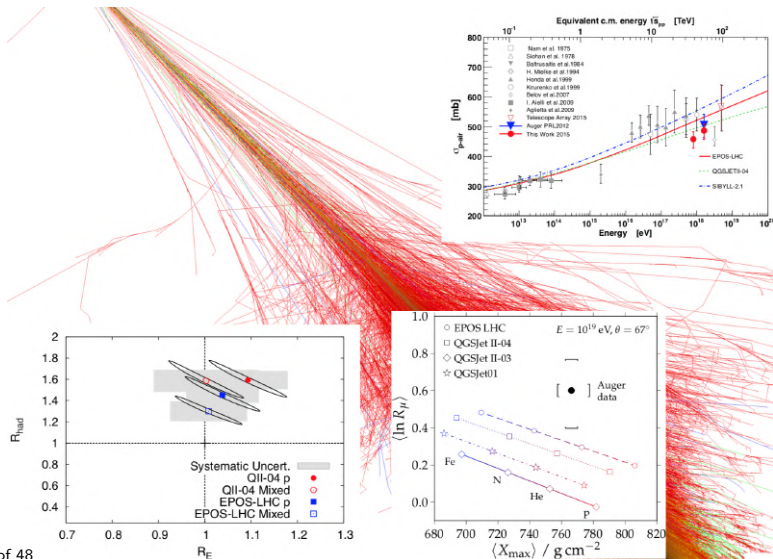 Equivalent c.m. energy √s_pp [TeV]
10⁻¹ 1 10 10²
σ_p-air [mb]
800
700
600
500
400
300
200
Nam et al. 1975
Siohan et al. 1978
Baltrusaitis et al.1984
H. Mielke et al.1994
Honda et al.1999
Knurenko et al.1999
Belov et al.2007
I. Aielli et al.2009
Aglietta et al.2009
Telescope Array 2015
Auger PRL2012
This Work 2015
EPOS-LHC
QGSJETII-04
SIBYLL-2.1
10¹³ 10¹⁴ 10¹⁵ 10¹⁶ 10¹⁷ 10¹⁸ 10¹⁹
Energy [eV]
R_had
2
1.8
1.6
1.4
1.2
1
0.8
0.6
0.4
Systematic Uncert.
QII-04 p
QII-04 Mixed
EPOS-LHC p
EPOS-LHC Mixed
0.7 0.8 0.9 1.0 1.1 1.2 1.3
R_E
⟨ln R_μ⟩
0.8
0.6
0.4
0.2
0.0
EPOS LHC
QGSJet II-04
QGSJet II-03
QGSJet01
E = 10¹⁹ eV, θ = 67°
Auger
data
Fe
N
He
p
680 700 720 740 760 780 800 820
⟨X_max⟩ / g cm⁻²
of 48